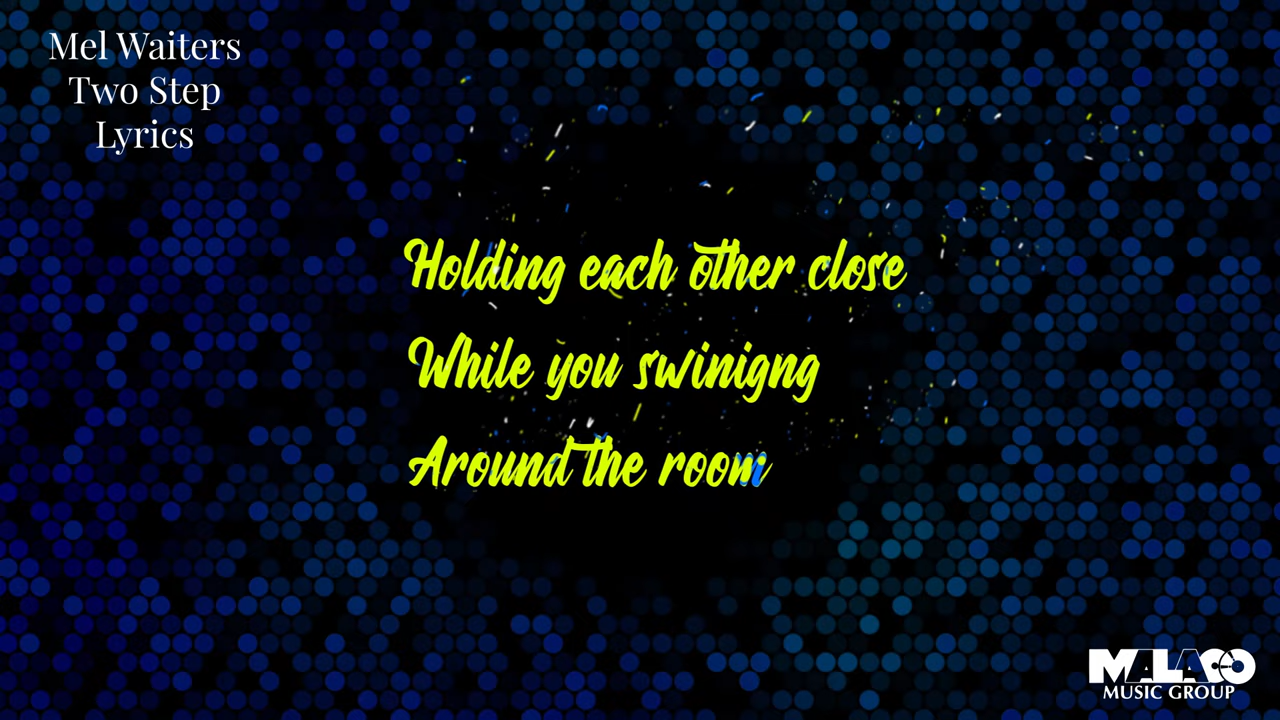 Mel Waiters
Two Step
Lyrics
Holding each other close
While you swinigng
Around the room
MALACO
MUSIC GROUP